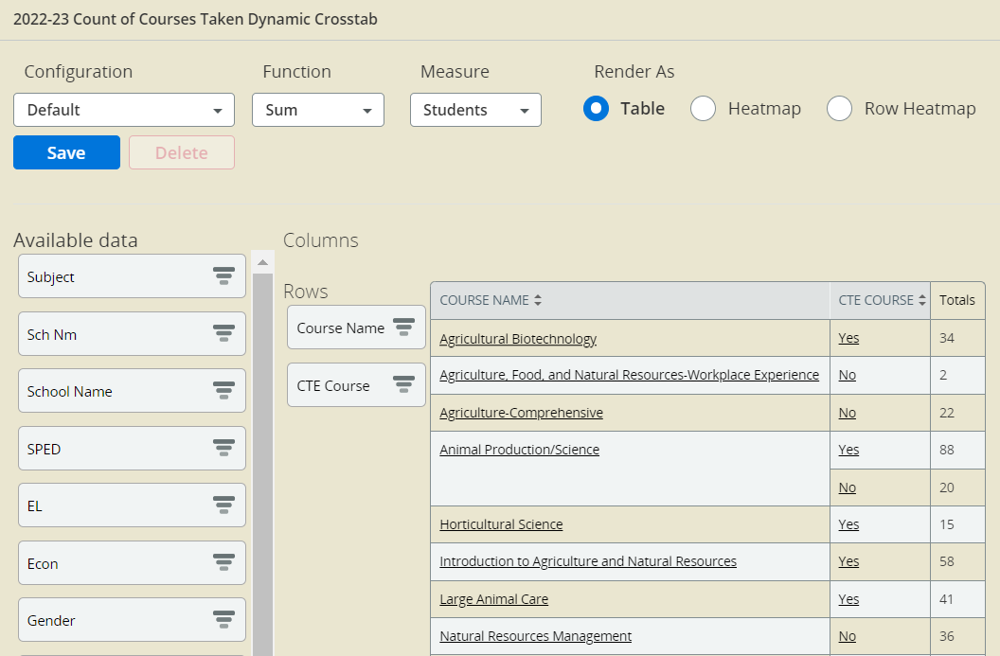 2022-23 Count of Courses Taken Dynamic Crosstab
Configuration Function Measure Render As
Default Sum Students Table Heatmap Row Heatmap
Save Delete
Available data Columns
Subject
Sch Nm
School Name
SPED
EL
Econ
Gender
Rows
Course Name
CTE Course
COURSE NAME CTE COURSE Totals
Agricultural Biotechnology Yes 34
Agriculture, Food, and Natural Resources-Workplace Experience No 2
Agriculture-Comprehensive No 22
Animal Production/Science Yes 88
No 20
Horticultural Science Yes 15
Introduction to Agriculture and Natural Resources Yes 58
Large Animal Care Yes 41
Natural Resources Management No 36